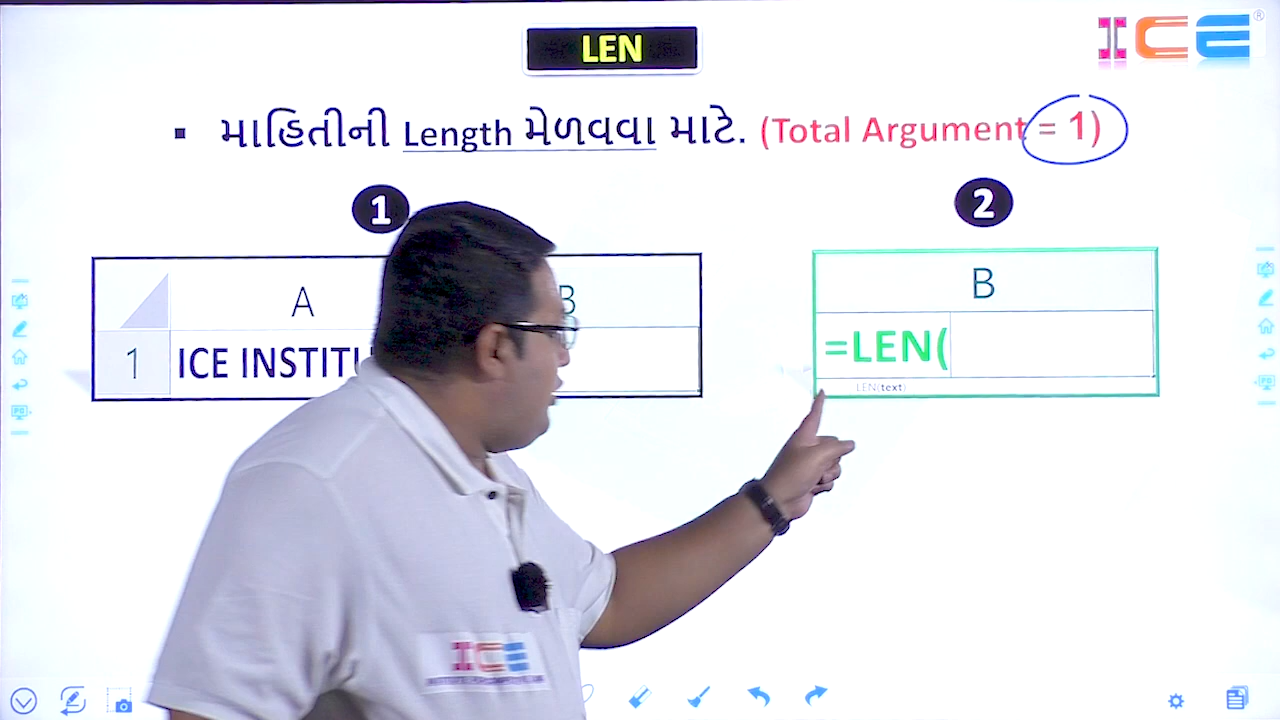 LEN
ICE ®
▪ માહિતીની Length મેળવવા માટે. (Total Argument = 1)
1
2
A B
1 ICE INSTITU
B
=LEN(
LEN(text)
ICE